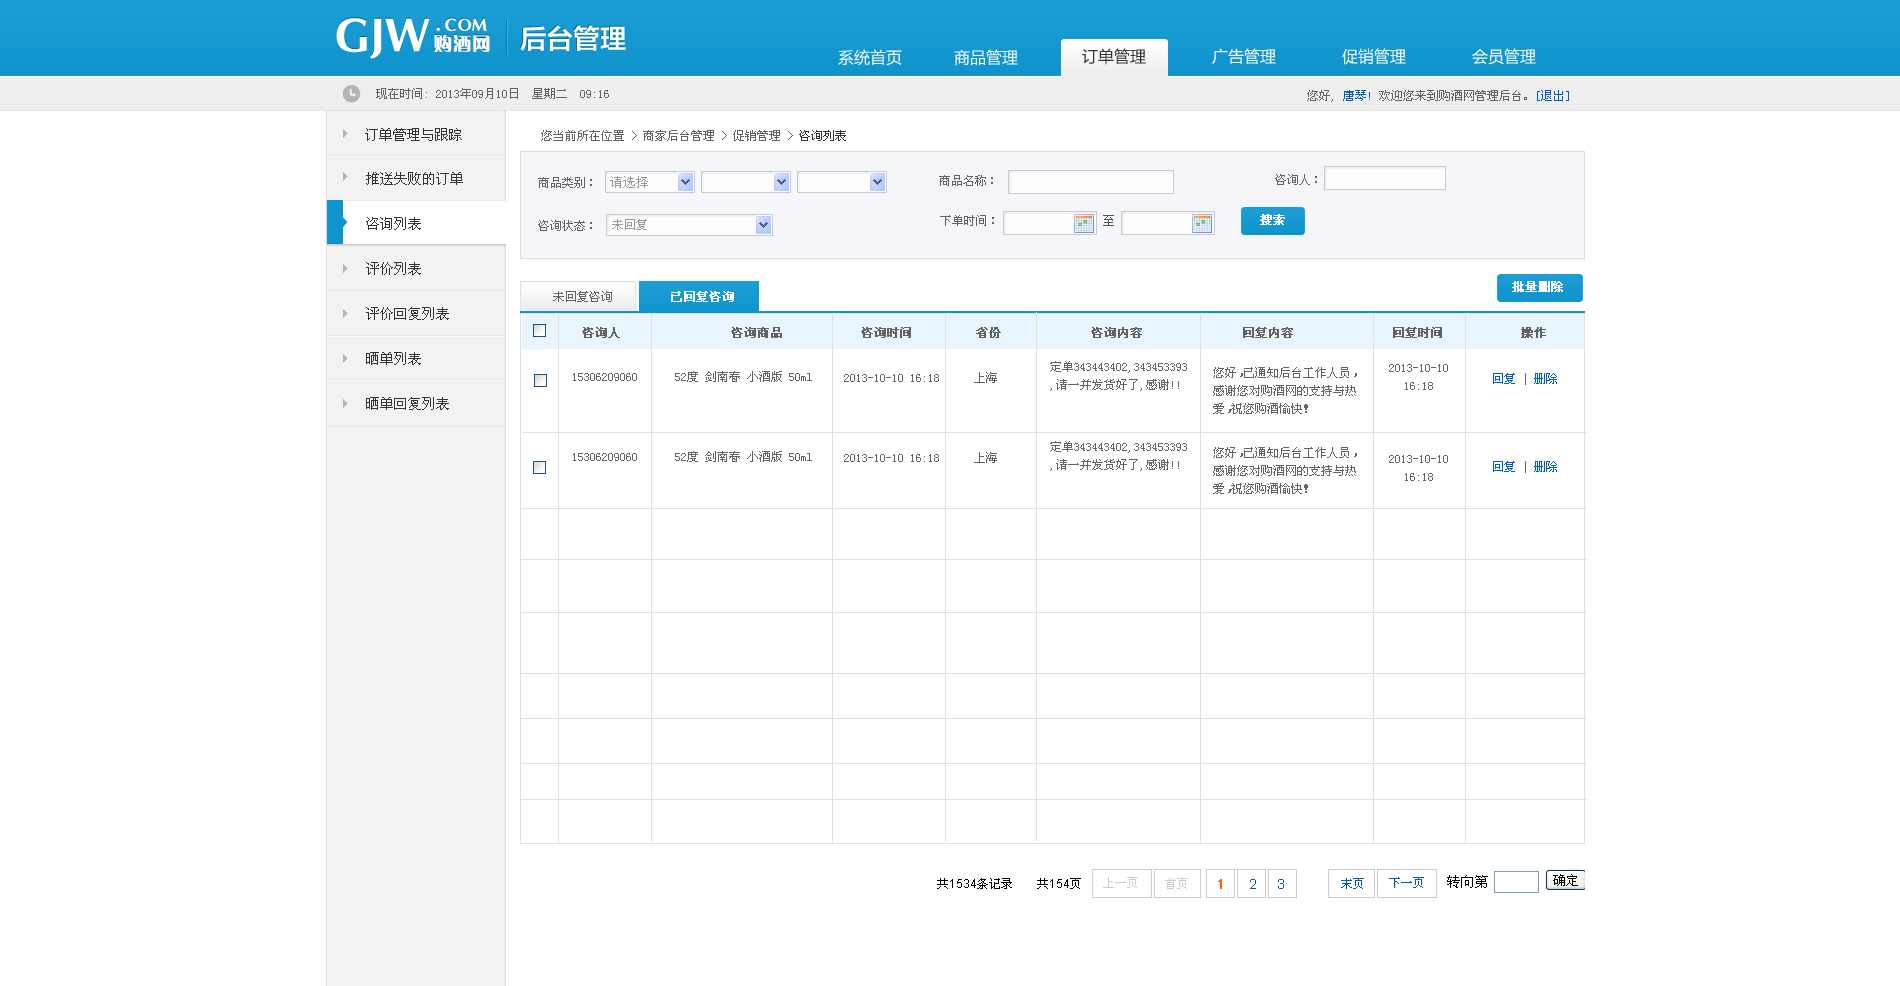 GJW.COM 购酒网 后台管理
系统首页 商品管理 订单管理 广告管理 促销管理 会员管理
现在时间: 2013年09月10日 星期二 09:16
您好, 唐琴! 欢迎您来到购酒网管理后台。[退出]
订单管理与跟踪
推送失败的订单
咨询列表
评价列表
评价回复列表
晒单列表
晒单回复列表
您当前所在位置 > 商家后台管理 > 促销管理 > 咨询列表
商品类别: 请选择 商品名称: 咨询人:
咨询状态: 未回复 下单时间: 至 搜索
未回复咨询 已回复咨询 批量删除
咨询人 咨询商品 咨询时间 省份 咨询内容 回复内容 回复时间 操作
15306209060 52度 剑南春 小酒版 50ml 2013-10-10 16:18 上海
定单343443402,343453393
,请一并发货好了,感谢!!
您好,已通知后台工作人员,
感谢您对购酒网的支持与热
爱,祝您购酒愉快!
2013-10-10
16:18
回复 | 删除
15306209060 52度 剑南春 小酒版 50ml 2013-10-10 16:18 上海
定单343443402,343453393
,请一并发货好了,感谢!!
您好,已通知后台工作人员,
感谢您对购酒网的支持与热
爱,祝您购酒愉快!
2013-10-10
16:18
回复 | 删除
共1534条记录 共154页 上一页 首页 1 2 3 末页 下一页 转向第 确定